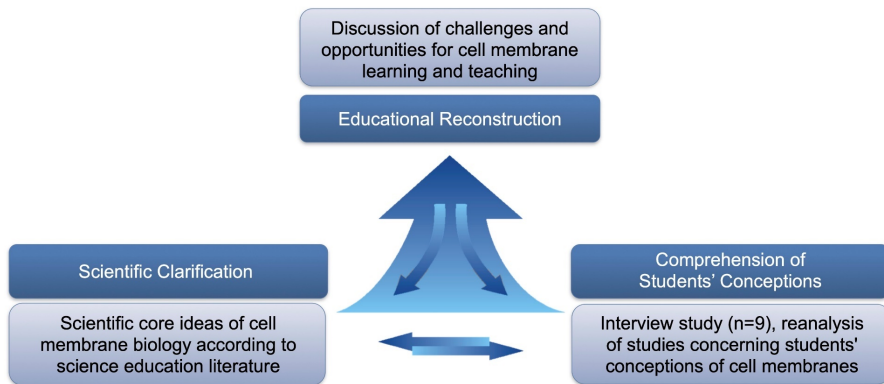 Discussion of challenges and
opportunities for cell membrane
learning and teaching
Educational Reconstruction
Scientific Clarification
Scientific core ideas of cell
membrane biology according to
science education literature
Comprehension of
Students’ Conceptions
Interview study (n=9), reanalysis
of studies concerning students'
conceptions of cell membranes